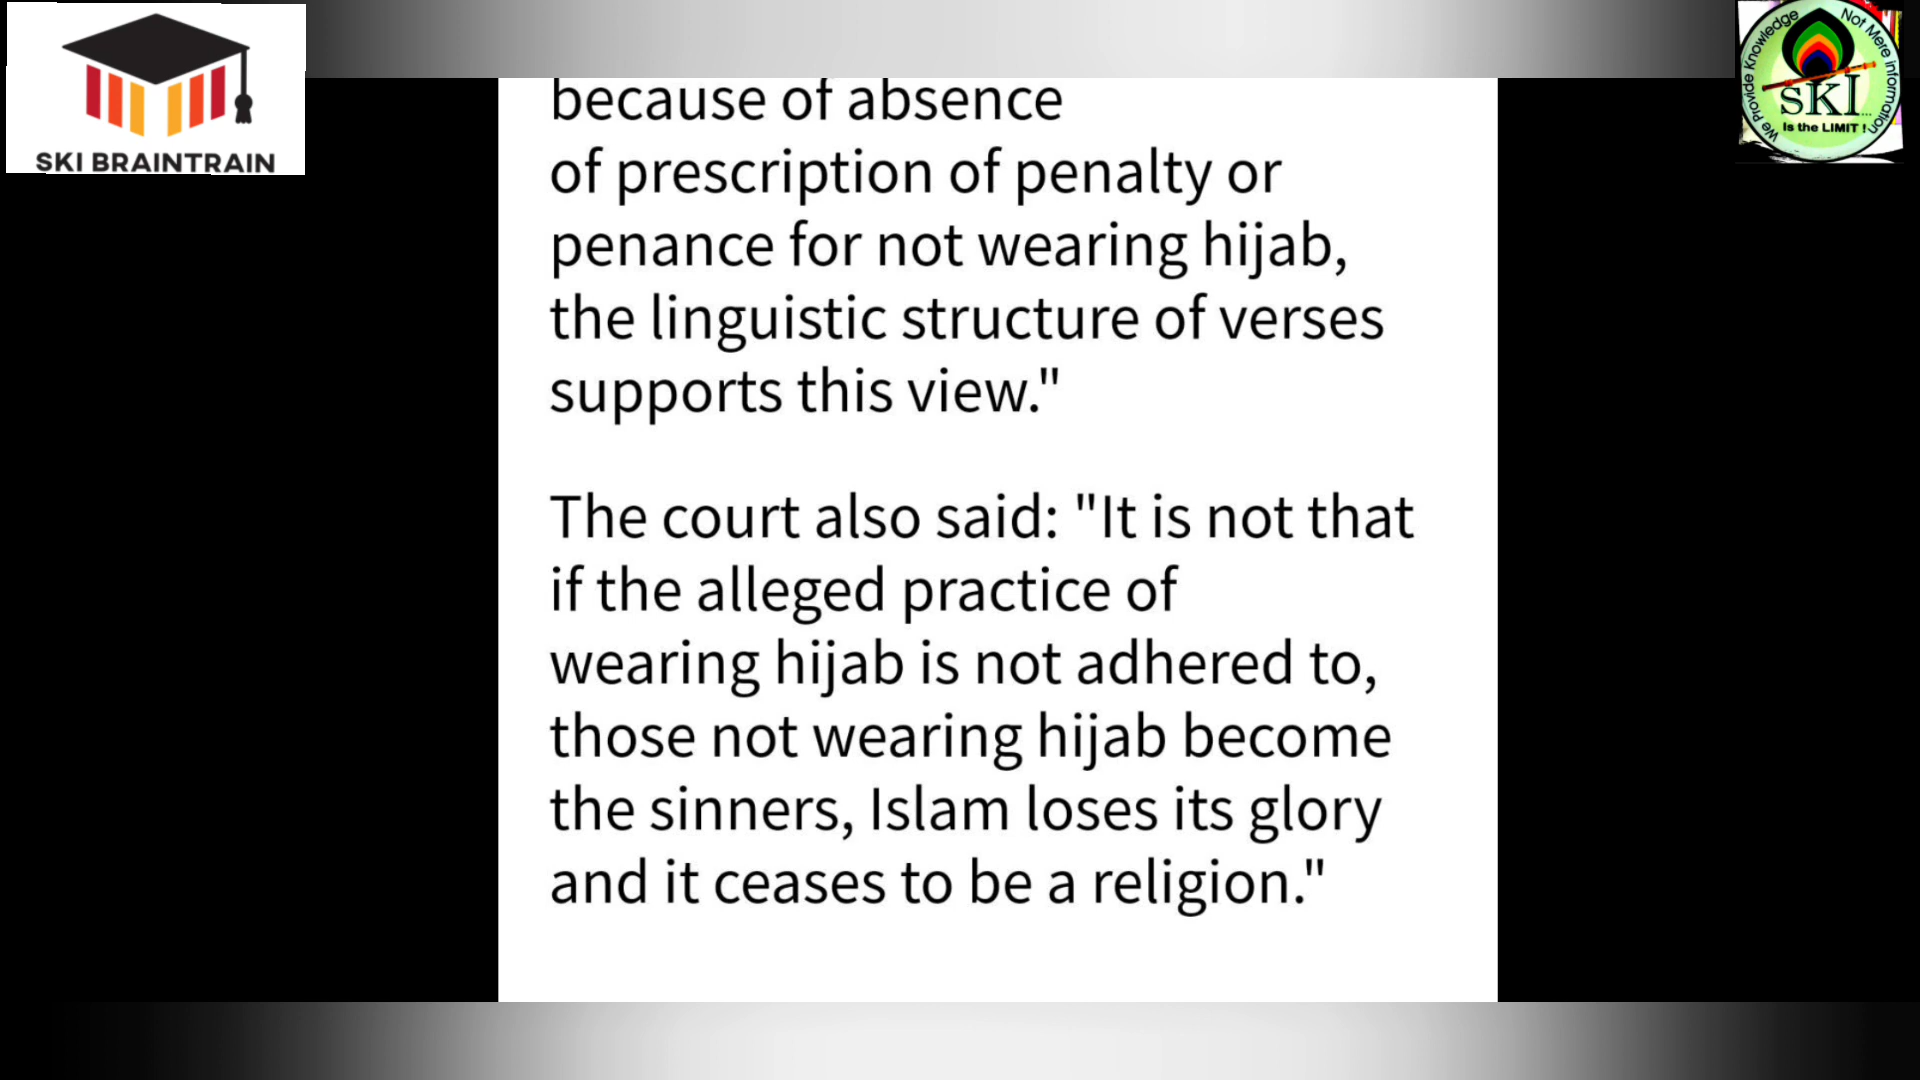 SKI BRAINTRAIN
We Provide Knowledge Not Mere Information
SKI...
Is the LIMIT !
because of absence
of prescription of penalty or
penance for not wearing hijab,
the linguistic structure of verses
supports this view."
The court also said: "It is not that
if the alleged practice of
wearing hijab is not adhered to,
those not wearing hijab become
the sinners, Islam loses its glory
and it ceases to be a religion."